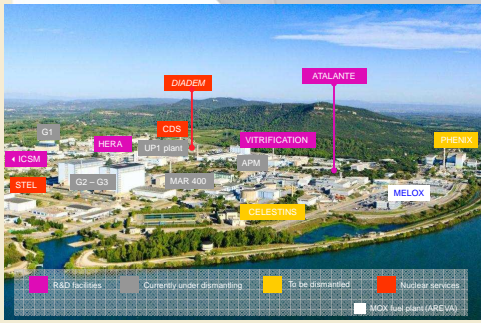 DIADEM
ATALANTE
G1
CDS
HERA
UP1 plant
VITRIFICATION
PHENIX
ICSM
APM
STEL
G2 – G3
MAR 400
MELOX
CELESTINS
R&D facilities
Currently under dismantling
To be dismantled
Nuclear services
MOX fuel plant (AREVA)